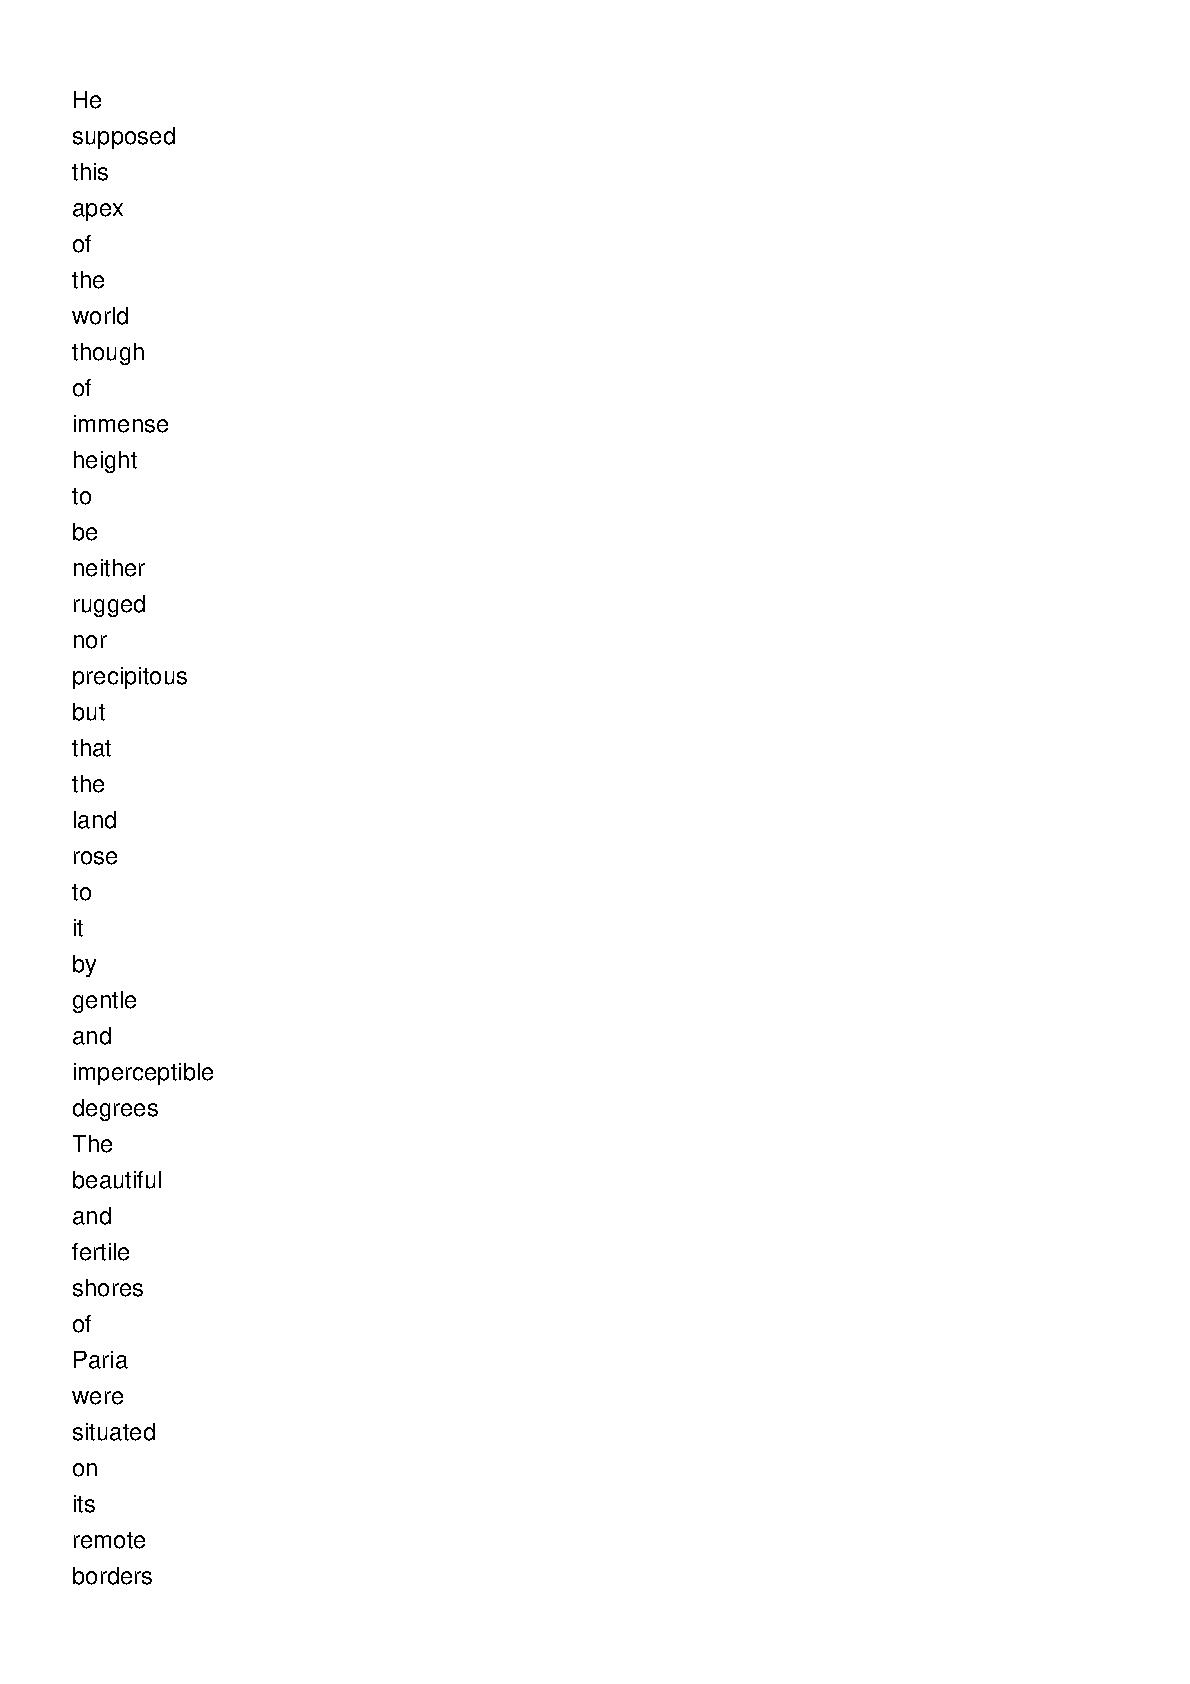 He
supposed
this
apex
of
the
world
though
of
immense
height
to
be
neither
rugged
nor
precipitous
but
that
the
land
rose
to
it
by
gentle
and
imperceptible
degrees
The
beautiful
and
fertile
shores
of
Paria
were
situated
on
its
remote
borders